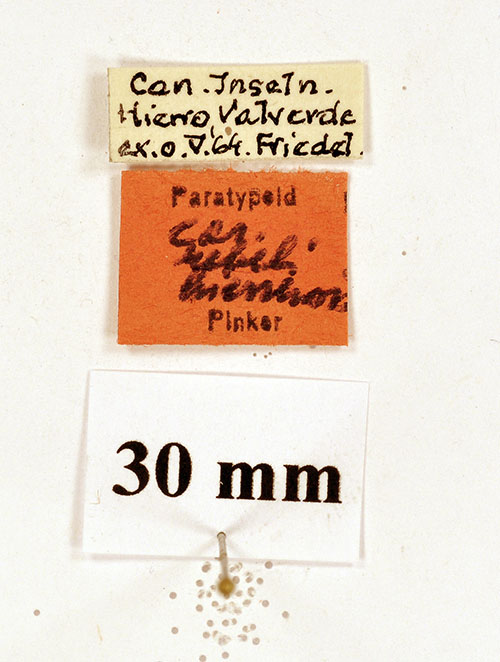 Can. Inseln.
Hierro, Valverde
ex. o. V. 64. Friedel.
Paratypoid
Pinker
30 mm